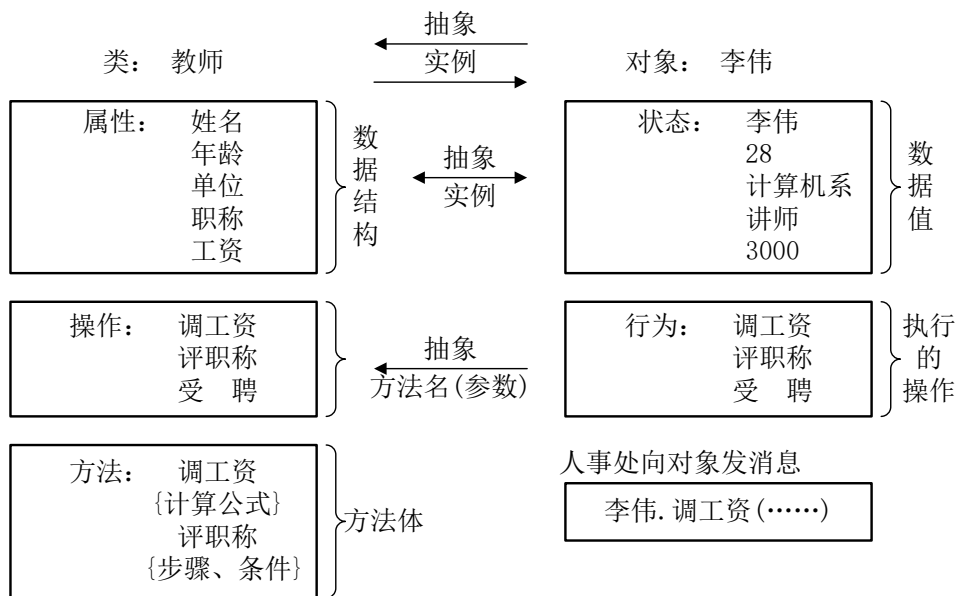 抽象
类： 教师
实例
对象： 李伟
属性： 姓名
年龄
单位
职称
工资
数据结构
抽象
实例
状态： 李伟
28
计算机系
讲师
3000
数据值
操作： 调工资
评职称
受 聘
抽象
方法名(参数)
行为： 调工资
评职称
受 聘
执行
的
操作
方法： 调工资
{计算公式}
评职称
{步骤、条件}
方法体
人事处向对象发消息
李伟.调工资(……)